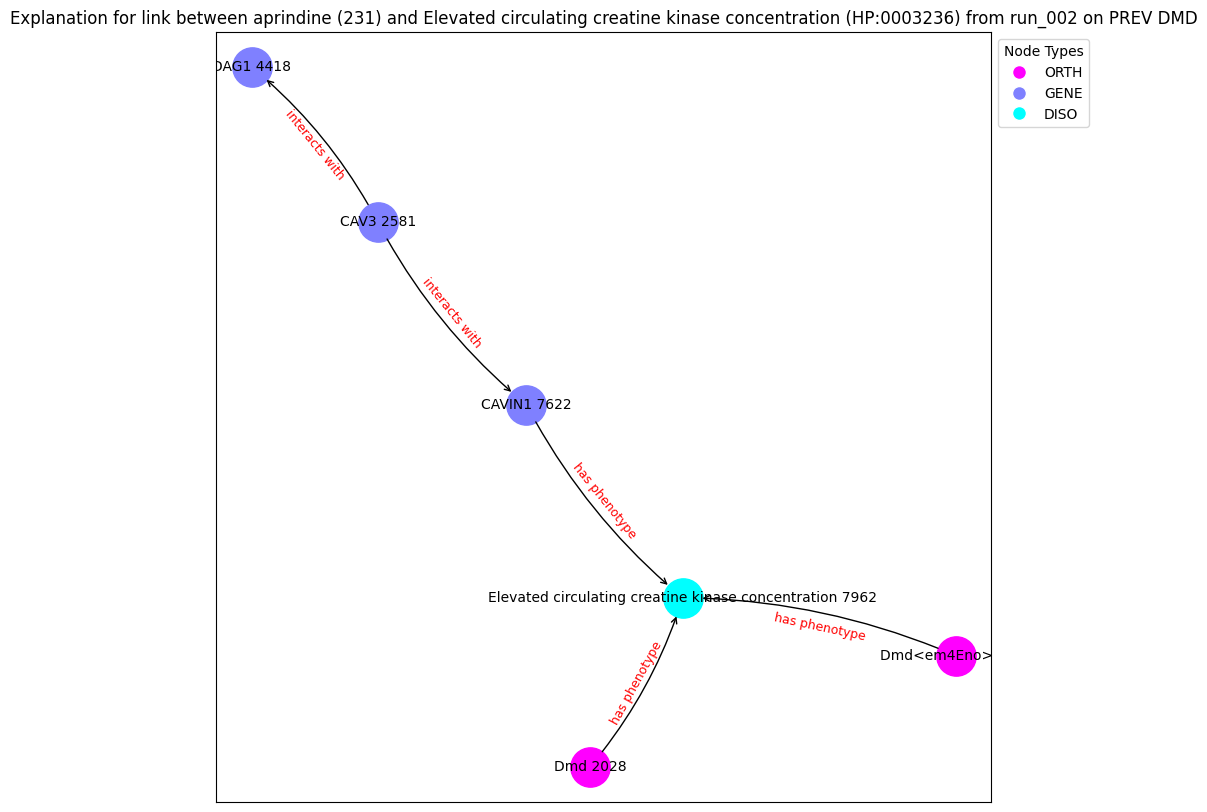 Explanation for link between aprindine (231) and Elevated circulating creatine kinase concentration (HP:0003236) from run_002 on PREV DMD
Node Types
ORTH
GENE
DISO
DAG1 4418
interacts with
CAV3 2581
interacts with
CAVIN1 7622
has phenotype
Elevated circulating creatine kinase concentration 7962
has phenotype
Dmd<em4Eno>
has phenotype
Dmd 2028